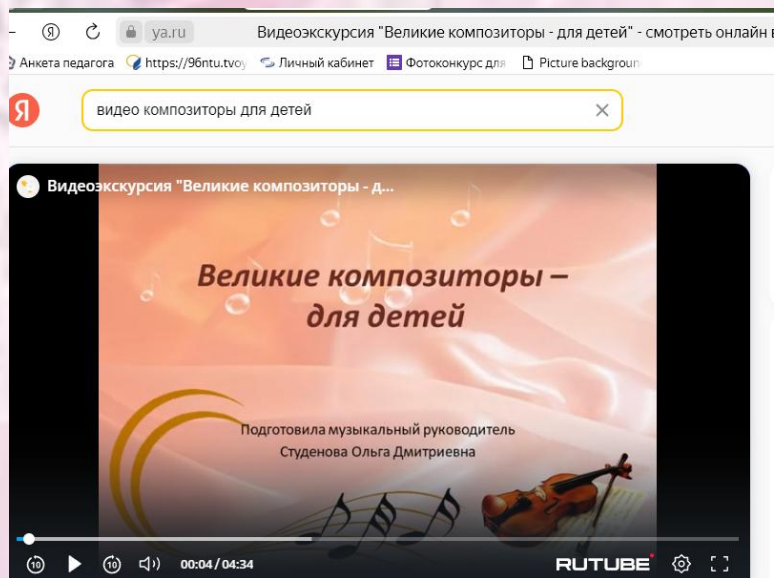 Я ya.ru Видеоэкскурсия "Великие композиторы - для детей" - смотреть онлайн в
Анкета педагога https://96ntu.tvoy Личный кабинет Фотоконкурс для Picture backgroun
Я видео композиторы для детей
Видеоэкскурсия "Великие композиторы - д...
Великие композиторы –
для детей
Подготовила музыкальный руководитель
Студенова Ольга Дмитриевна
10 10 00:04 / 04:34 RUTUBE